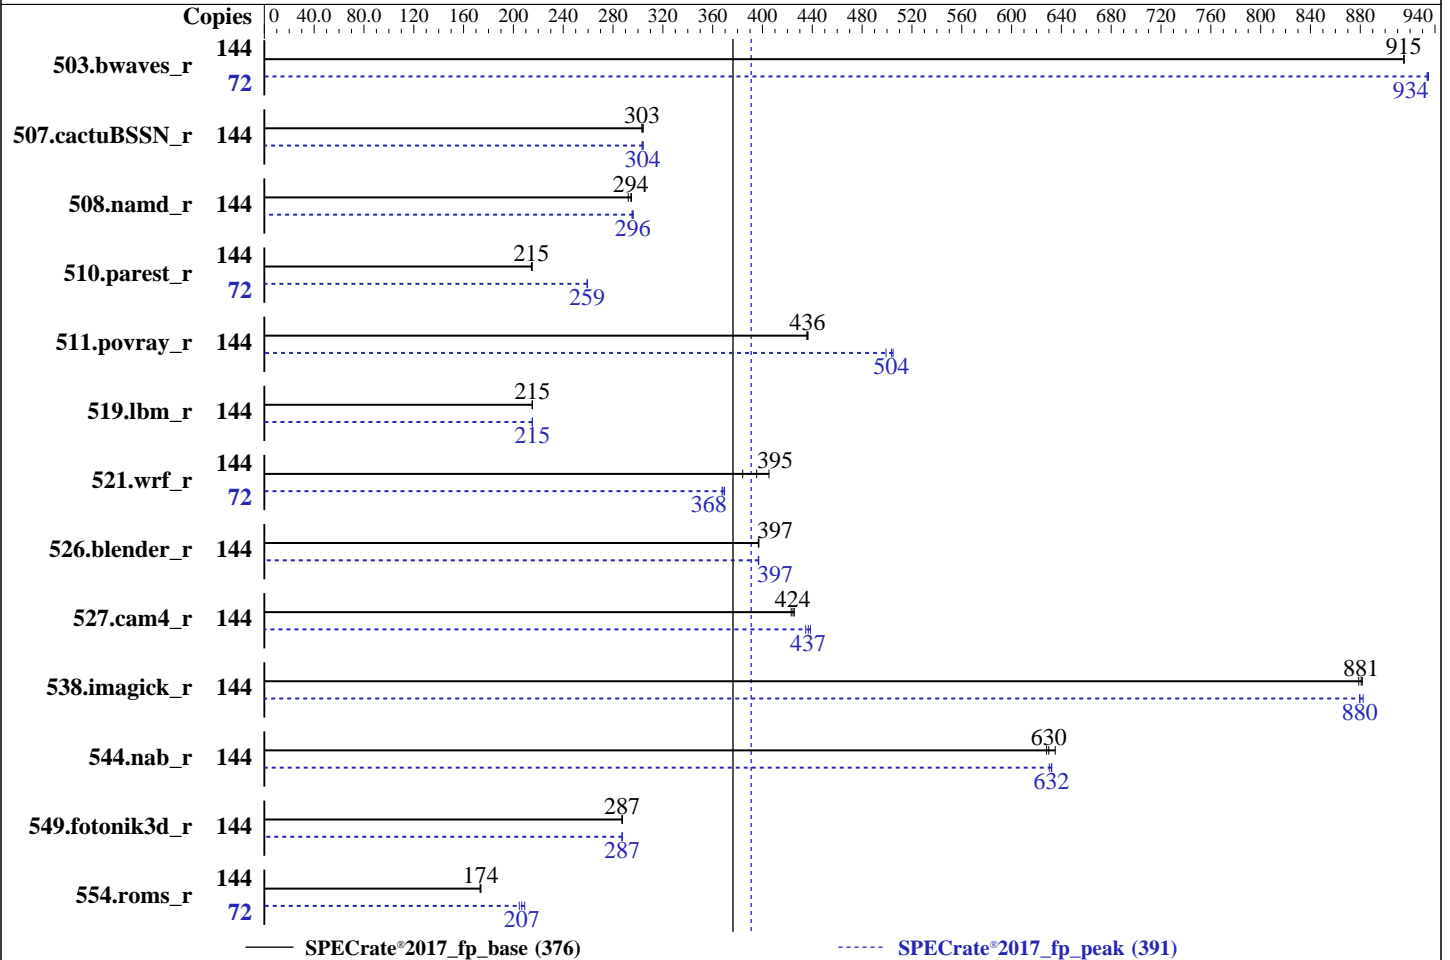 Copies 0 40.0 80.0 120 160 200 240 280 320 360 400 440 480 520 560 600 640 680 720 760 800 840 880 940
503.bwaves_r 144 915
72 934
507.cactuBSSN_r 144 303
304
508.namd_r 144 294
296
510.parest_r 144 215
72 259
511.povray_r 144 436
504
519.lbm_r 144 215
215
521.wrf_r 144 395
72 368
526.blender_r 144 397
397
527.cam4_r 144 424
437
538.imagick_r 144 881
880
544.nab_r 144 630
632
549.fotonik3d_r 144 287
287
554.roms_r 144 174
72 207
SPECrate®2017_fp_base (376) SPECrate®2017_fp_peak (391)